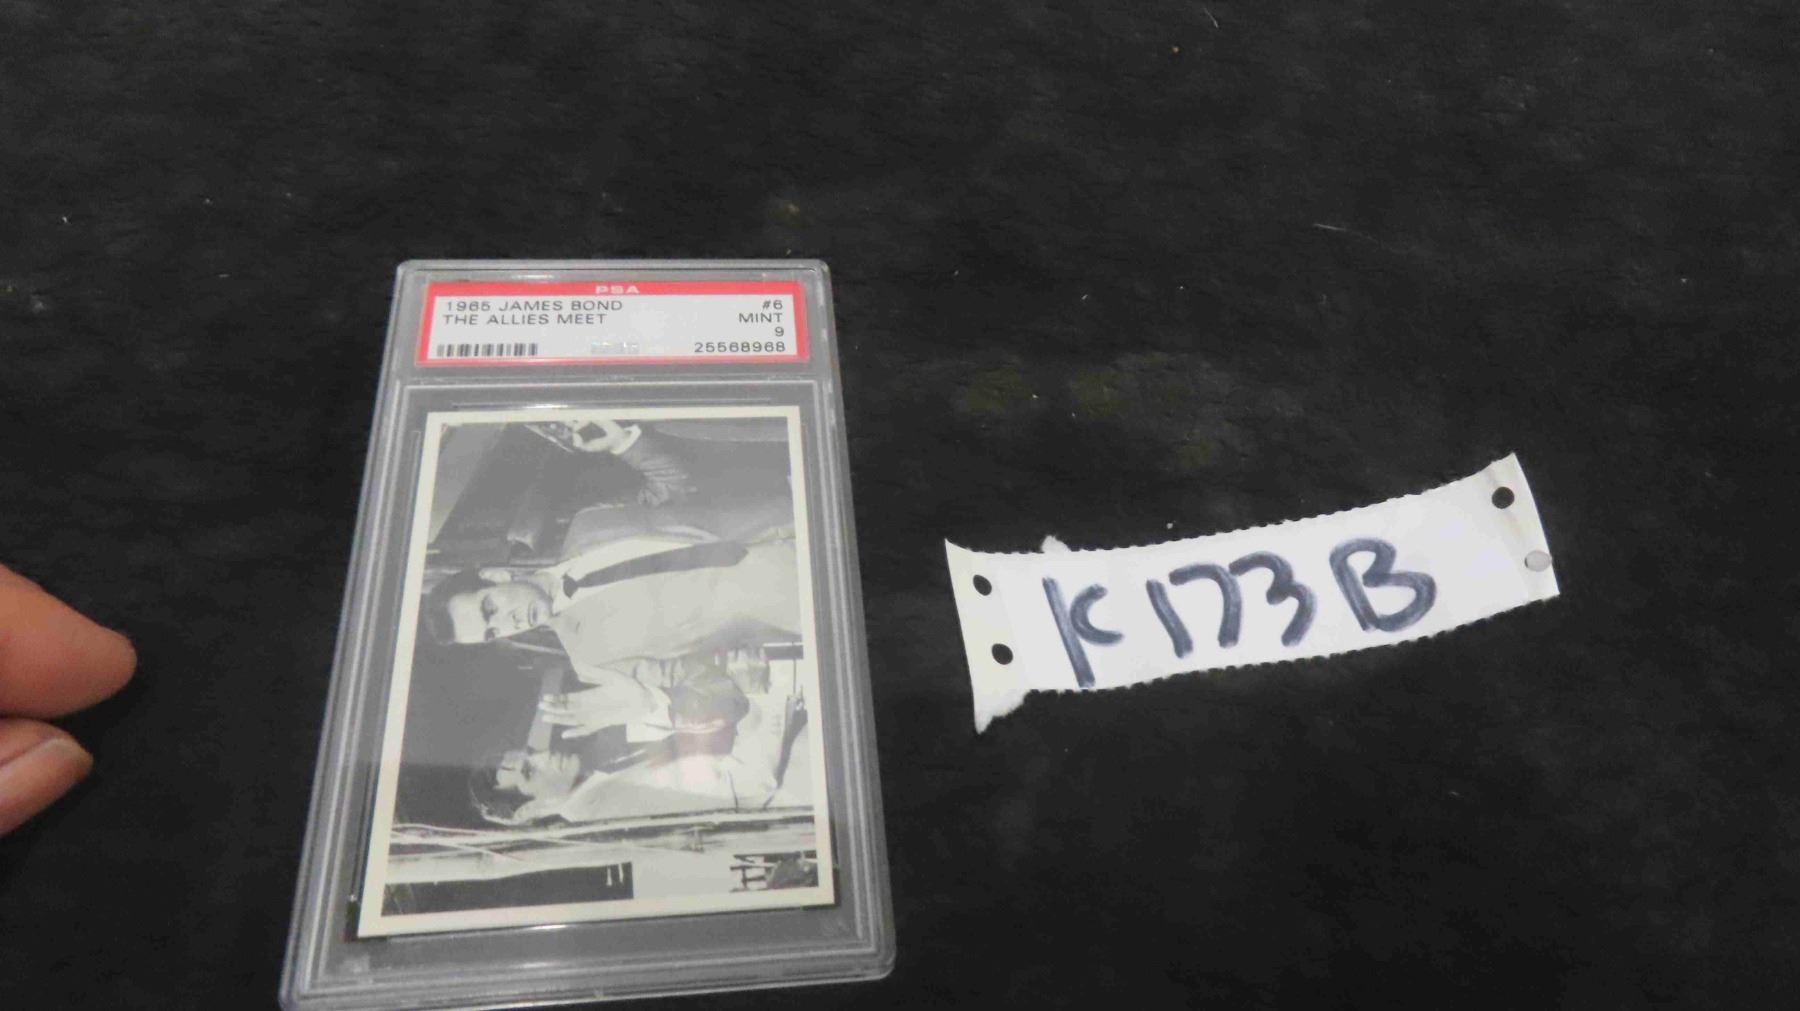 PSA
1965 JAMES BOND #6
THE ALLIES MEET MINT
9
25568968
K173B